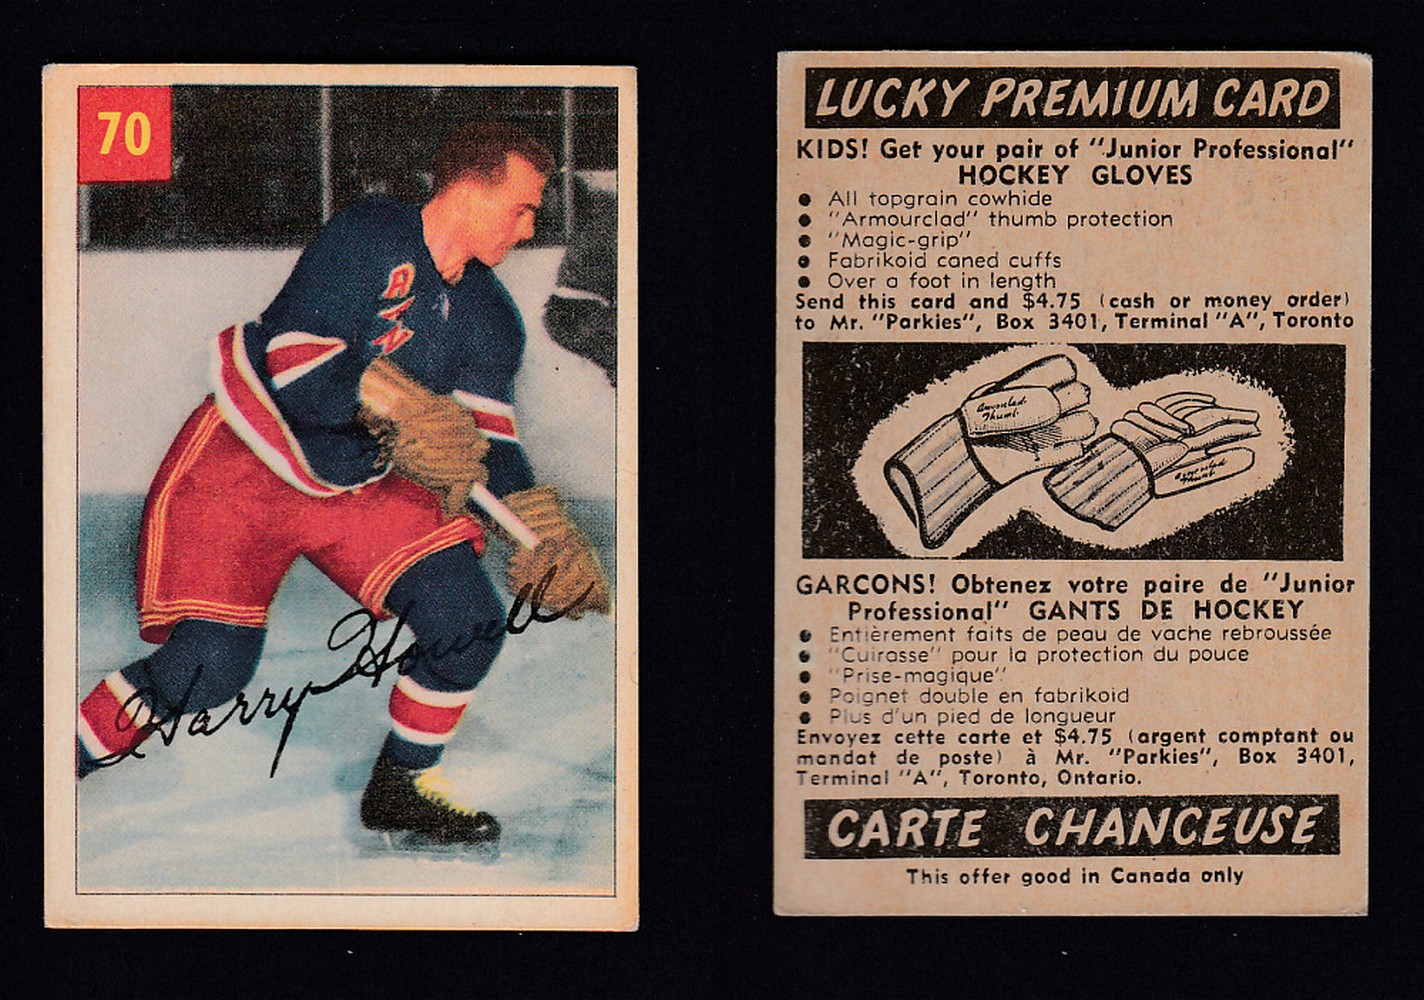 70
RAN
Harry Howell
LUCKY PREMIUM CARD
KIDS! Get your pair of "Junior Professional"
HOCKEY GLOVES
● All topgrain cowhide
● "Armourclad" thumb protection
● "Magic-grip"
● Fabrikoid caned cuffs
● Over a foot in length
Send this card and $4.75 (cash or money order)
to Mr. "Parkies", Box 3401, Terminal "A", Toronto
Armorclad
Thumb
Armorclad
Thumb
GARCONS! Obtenez votre paire de "Junior
Professional" GANTS DE HOCKEY
● Entièrement faits de peau de vache rebroussée
● "Cuirasse" pour la protection du pouce
● "Prise-magique"
● Poignet double en fabrikoid
● Plus d'un pied de longueur
Envoyez cette carte et $4.75 (argent comptant ou
mandat de poste) à Mr. "Parkies", Box 3401,
Terminal "A", Toronto, Ontario.
CARTE CHANCEUSE
This offer good in Canada only